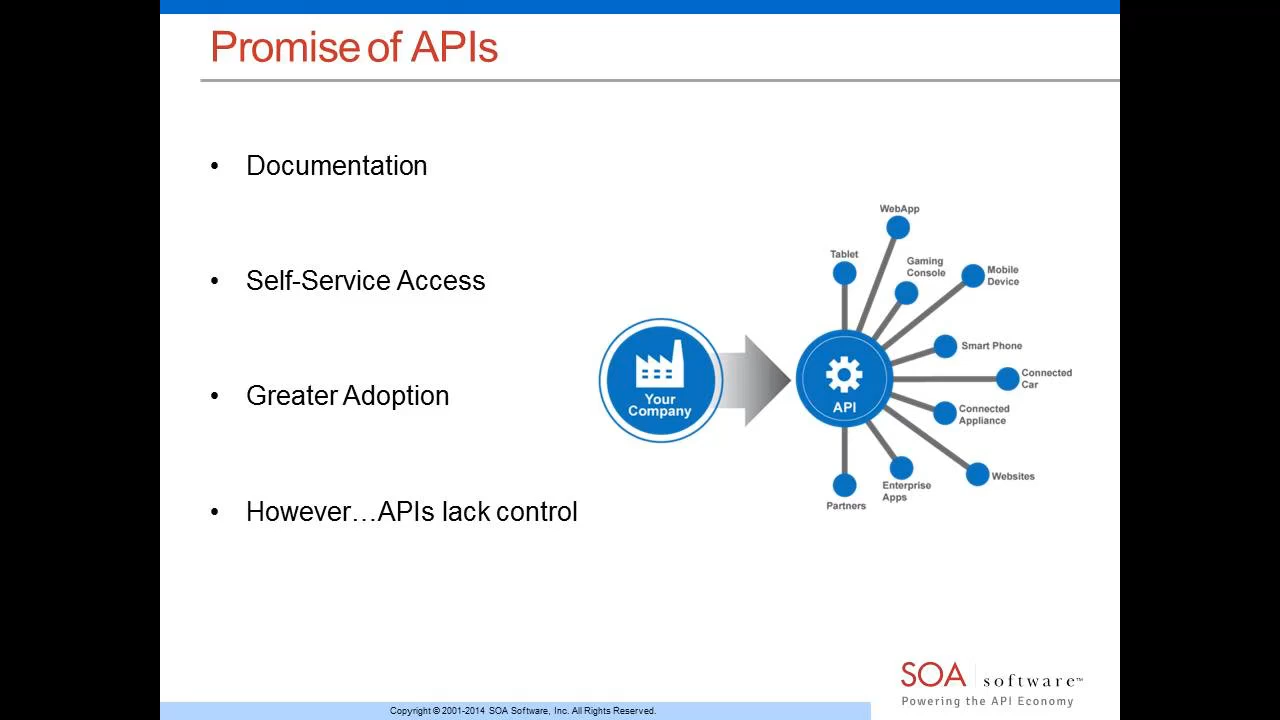 Promise of APIs
• Documentation
• Self-Service Access
• Greater Adoption
• However…APIs lack control
Your
Company
API
WebApp
Tablet
Gaming
Console
Mobile
Device
Smart Phone
Connected
Car
Connected
Appliance
Websites
Enterprise
Apps
Partners
SOA software™
Powering the API Economy
Copyright © 2001-2014 SOA Software, Inc. All Rights Reserved.